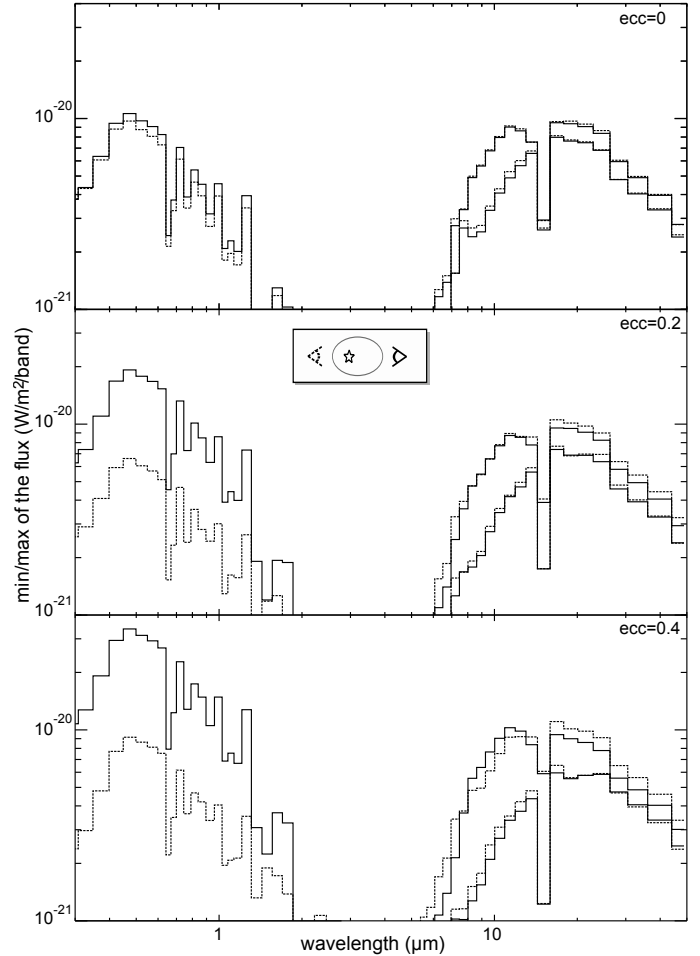 ecc=0
10⁻²⁰
10⁻²¹
ecc=0.2
10⁻²⁰
10⁻²¹
ecc=0.4
10⁻²⁰
10⁻²¹
min/max of the flux (W/m²/band)
1
10
wavelength (µm)